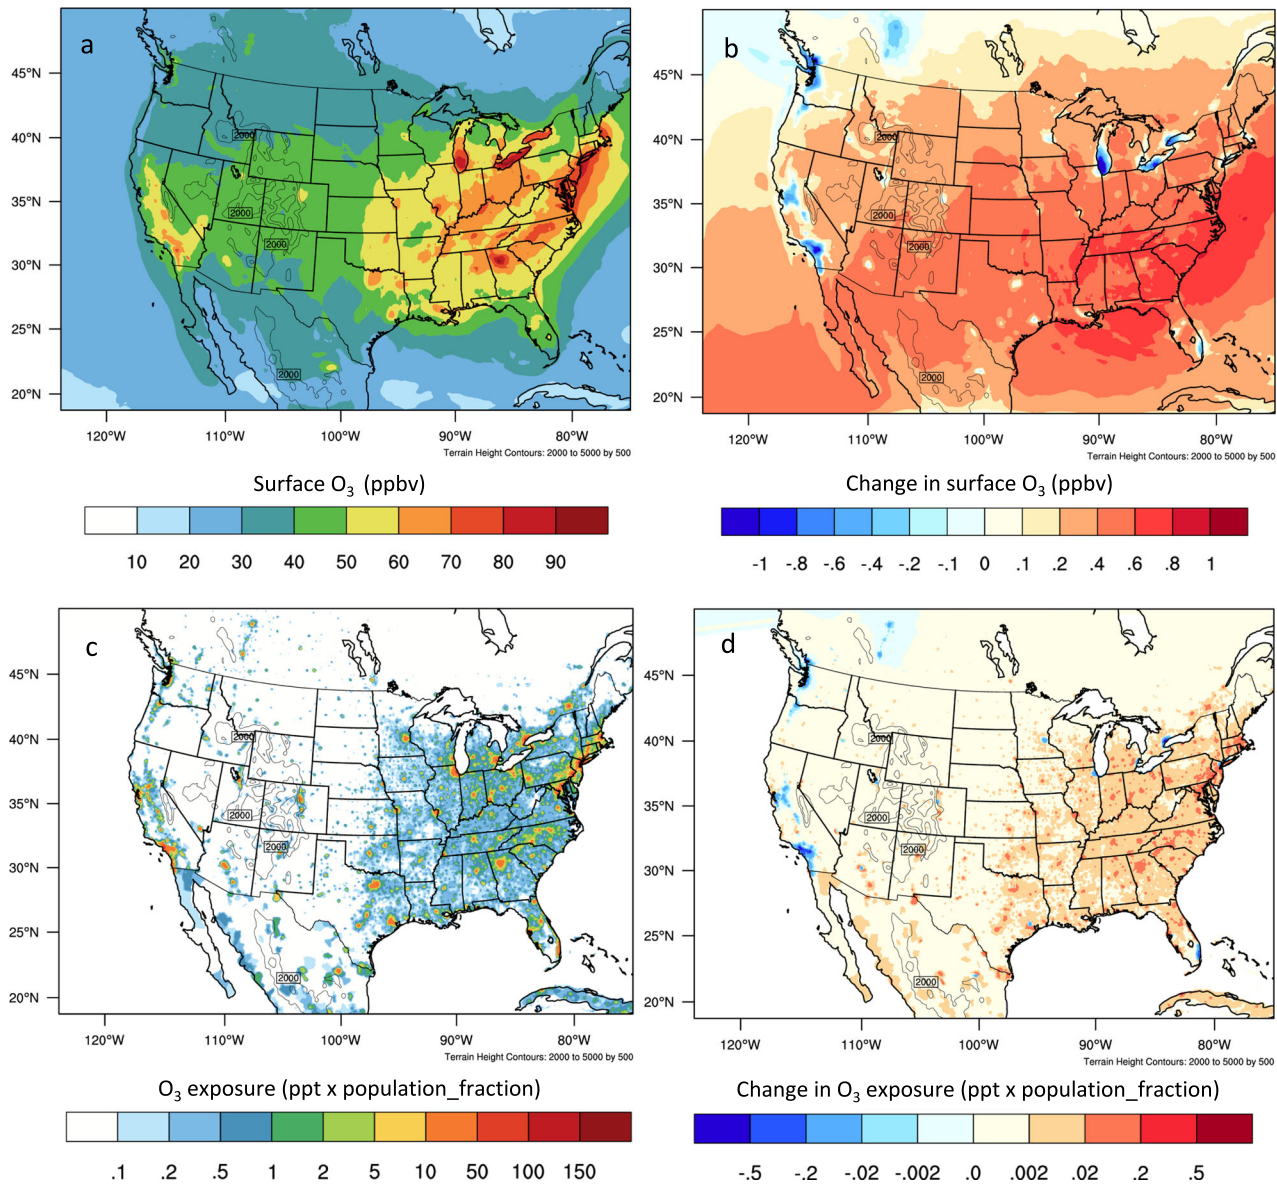 a
45°N
40°N
35°N
30°N
25°N
20°N
2000
2000
2000
2000
120°W 110°W 100°W 90°W 80°W
Terrain Height Contours: 2000 to 5000 by 500
Surface O3 (ppbv)
10 20 30 40 50 60 70 80 90
b
45°N
40°N
35°N
30°N
25°N
20°N
2000
2000
2000
2000
120°W 110°W 100°W 90°W 80°W
Terrain Height Contours: 2000 to 5000 by 500
Change in surface O3 (ppbv)
-1 -.8 -.6 -.4 -.2 -.1 0 .1 .2 .4 .6 .8 1
c
45°N
40°N
35°N
30°N
25°N
20°N
2000
2000
2000
2000
120°W 110°W 100°W 90°W 80°W
Terrain Height Contours: 2000 to 5000 by 500
O3 exposure (ppt x population_fraction)
.1 .2 .5 1 2 5 10 50 100 150
d
45°N
40°N
35°N
30°N
25°N
20°N
2000
2000
2000
2000
120°W 110°W 100°W 90°W 80°W
Terrain Height Contours: 2000 to 5000 by 500
Change in O3 exposure (ppt x population_fraction)
-.5 -.2 -.02 -.002 .0 .002 .02 .2 .5